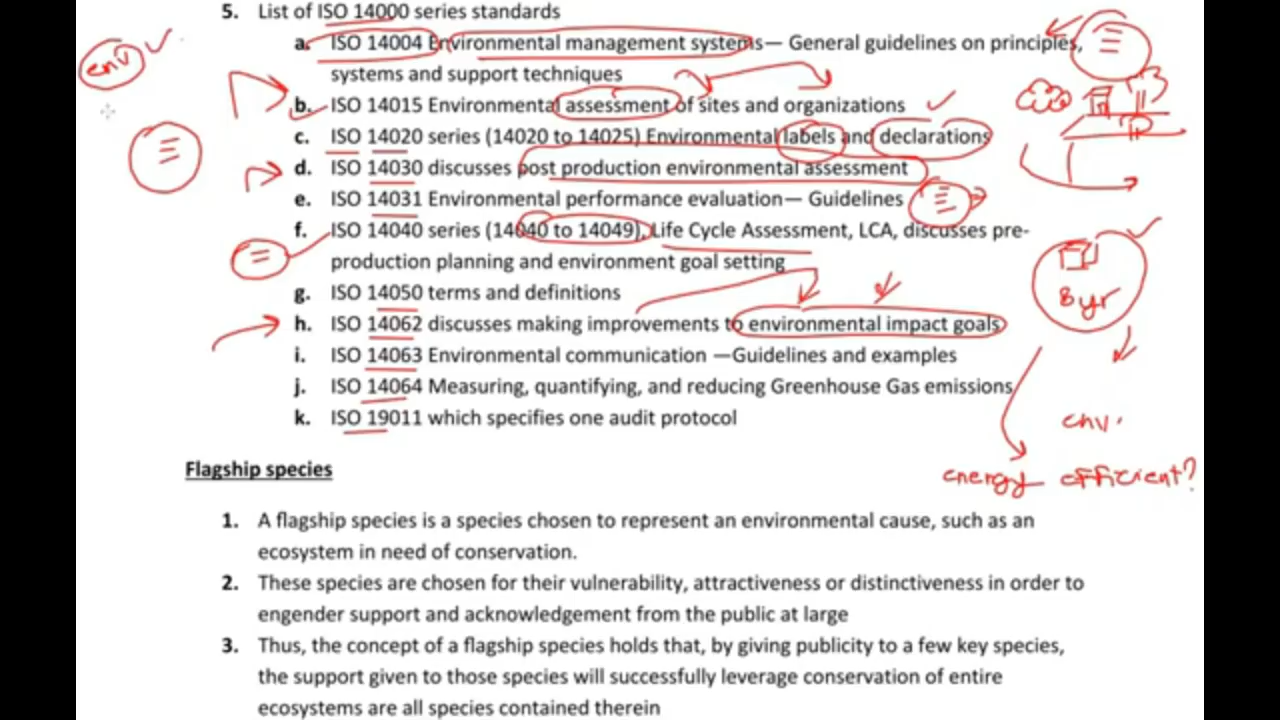 5. List of ISO 14000 series standards
a. ISO 14004 Environmental management systems— General guidelines on principles,
systems and support techniques
b. ISO 14015 Environmental assessment of sites and organizations
c. ISO 14020 series (14020 to 14025) Environmental labels and declarations
d. ISO 14030 discusses post production environmental assessment
e. ISO 14031 Environmental performance evaluation— Guidelines
f. ISO 14040 series (14040 to 14049), Life Cycle Assessment, LCA, discusses pre-
production planning and environment goal setting
g. ISO 14050 terms and definitions
h. ISO 14062 discusses making improvements to environmental impact goals
i. ISO 14063 Environmental communication —Guidelines and examples
j. ISO 14064 Measuring, quantifying, and reducing Greenhouse Gas emissions
k. ISO 19011 which specifies one audit protocol
env
8 yr
env.
energy efficient?
Flagship species
1. A flagship species is a species chosen to represent an environmental cause, such as an
ecosystem in need of conservation.
2. These species are chosen for their vulnerability, attractiveness or distinctiveness in order to
engender support and acknowledgement from the public at large
3. Thus, the concept of a flagship species holds that, by giving publicity to a few key species,
the support given to those species will successfully leverage conservation of entire
ecosystems are all species contained therein